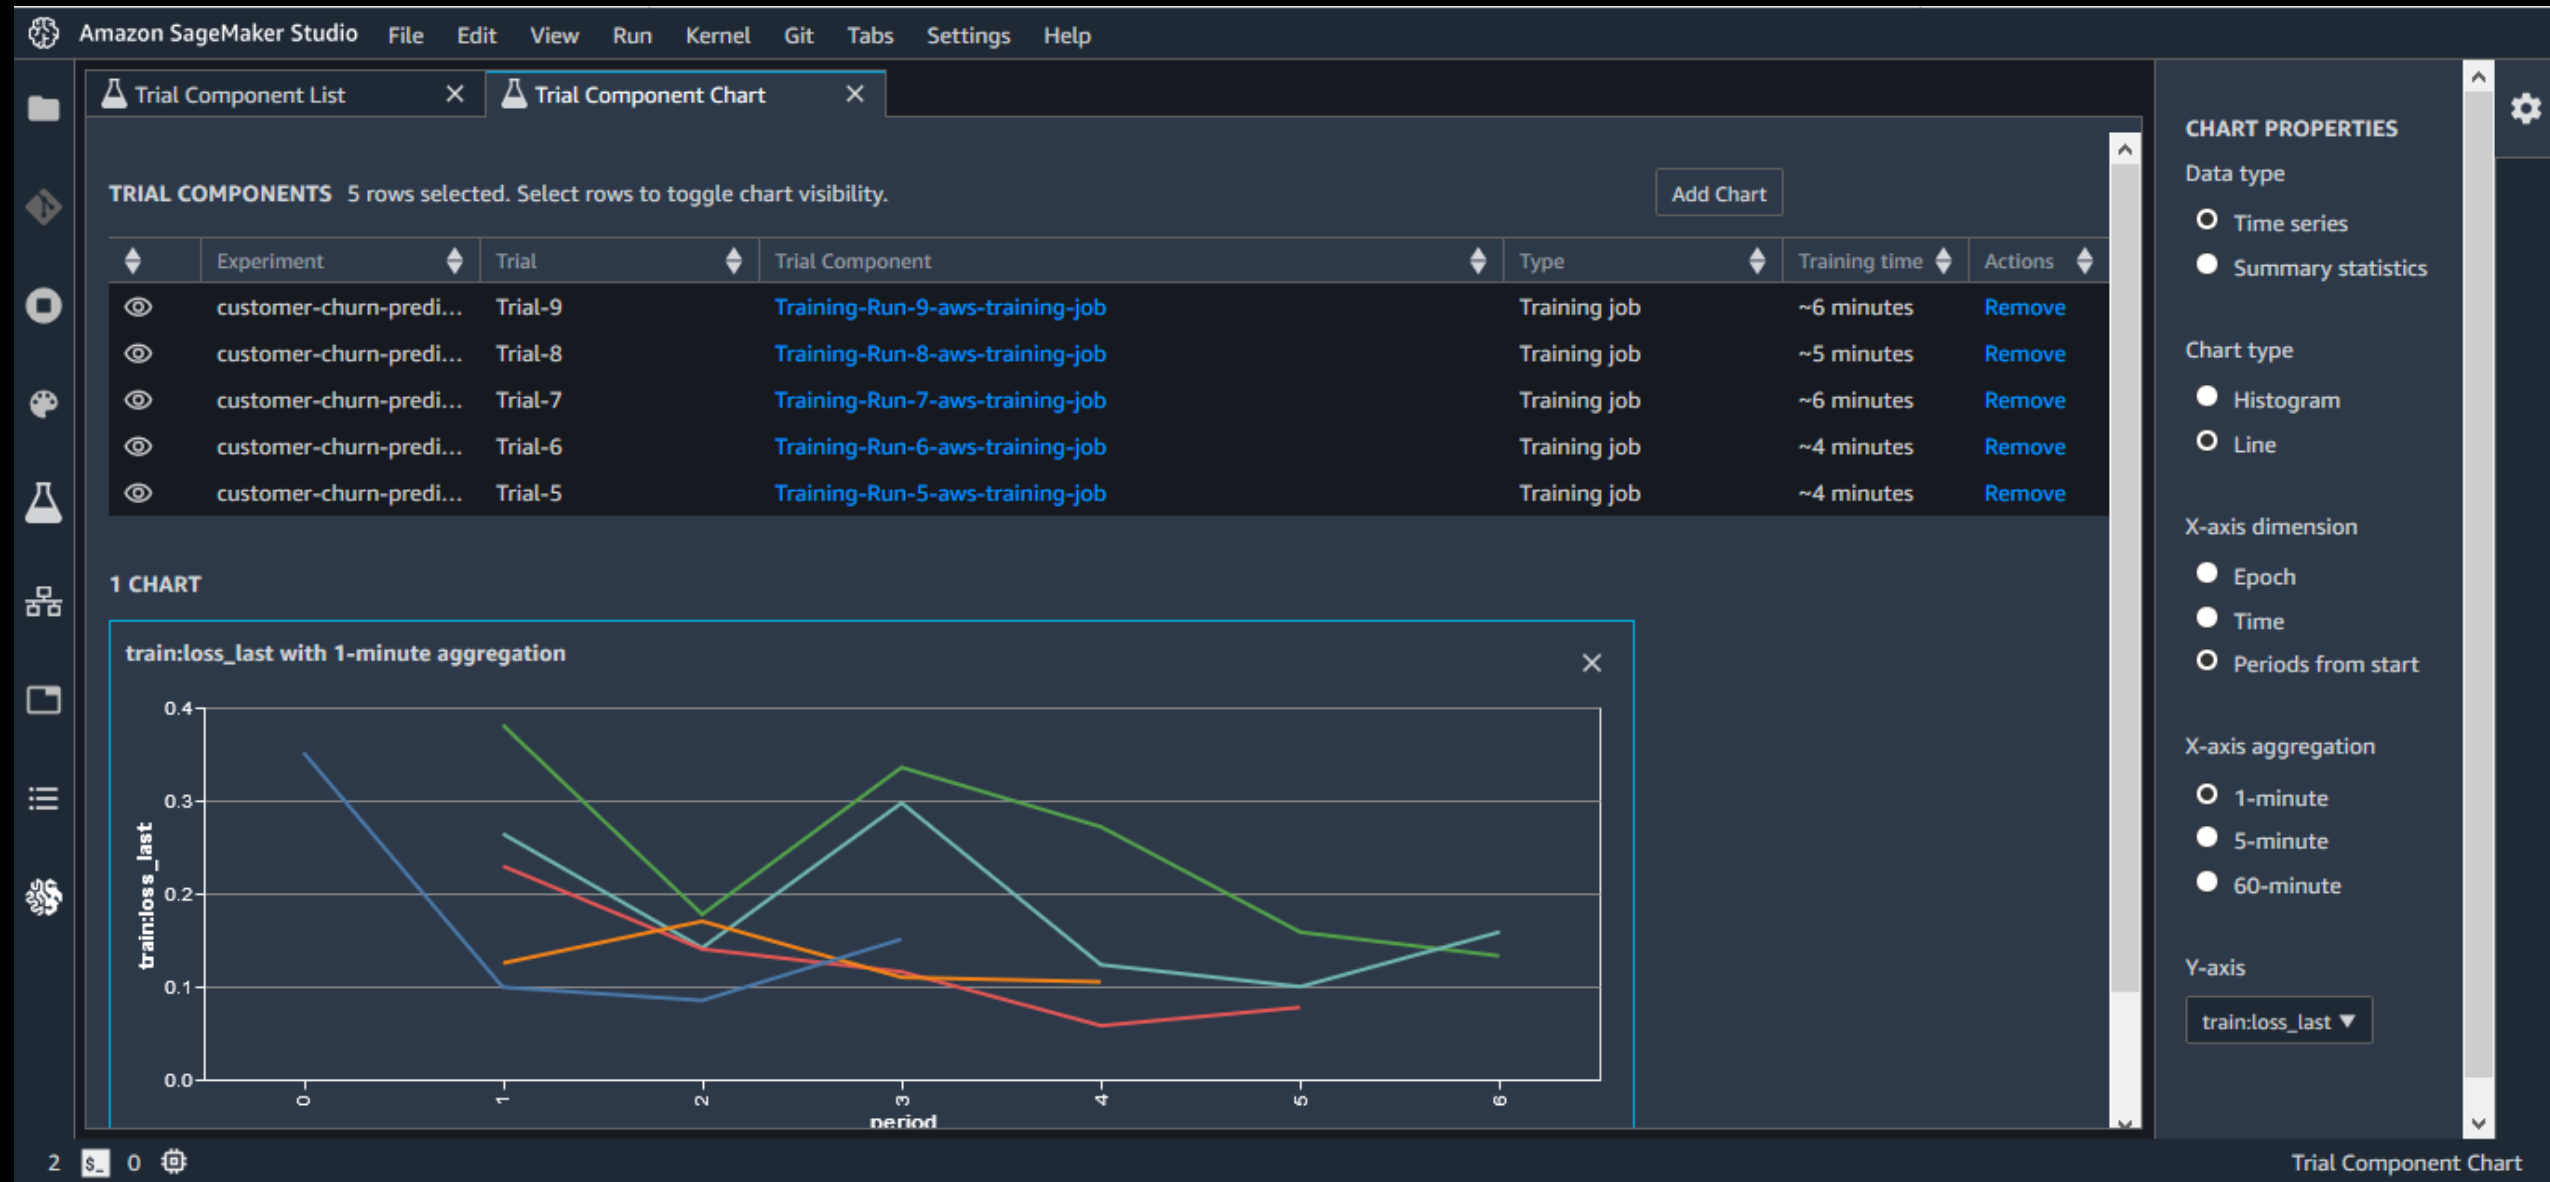 Amazon SageMaker Studio File Edit View Run Kernel Git Tabs Settings Help
Trial Component List Trial Component Chart
TRIAL COMPONENTS 5 rows selected. Select rows to toggle chart visibility. Add Chart
Experiment Trial Trial Component Type Training time Actions
customer-churn-predi... Trial-9 Training-Run-9-aws-training-job Training job ~6 minutes Remove
customer-churn-predi... Trial-8 Training-Run-8-aws-training-job Training job ~5 minutes Remove
customer-churn-predi... Trial-7 Training-Run-7-aws-training-job Training job ~6 minutes Remove
customer-churn-predi... Trial-6 Training-Run-6-aws-training-job Training job ~4 minutes Remove
customer-churn-predi... Trial-5 Training-Run-5-aws-training-job Training job ~4 minutes Remove
1 CHART
train:loss_last with 1-minute aggregation
0.4
0.3
0.2
0.1
0.0
train:loss_last
0 1 2 3 4 5 6
period
CHART PROPERTIES
Data type
Time series
Summary statistics
Chart type
Histogram
Line
X-axis dimension
Epoch
Time
Periods from start
X-axis aggregation
1-minute
5-minute
60-minute
Y-axis
train:loss_last
2 $_ 0
Trial Component Chart